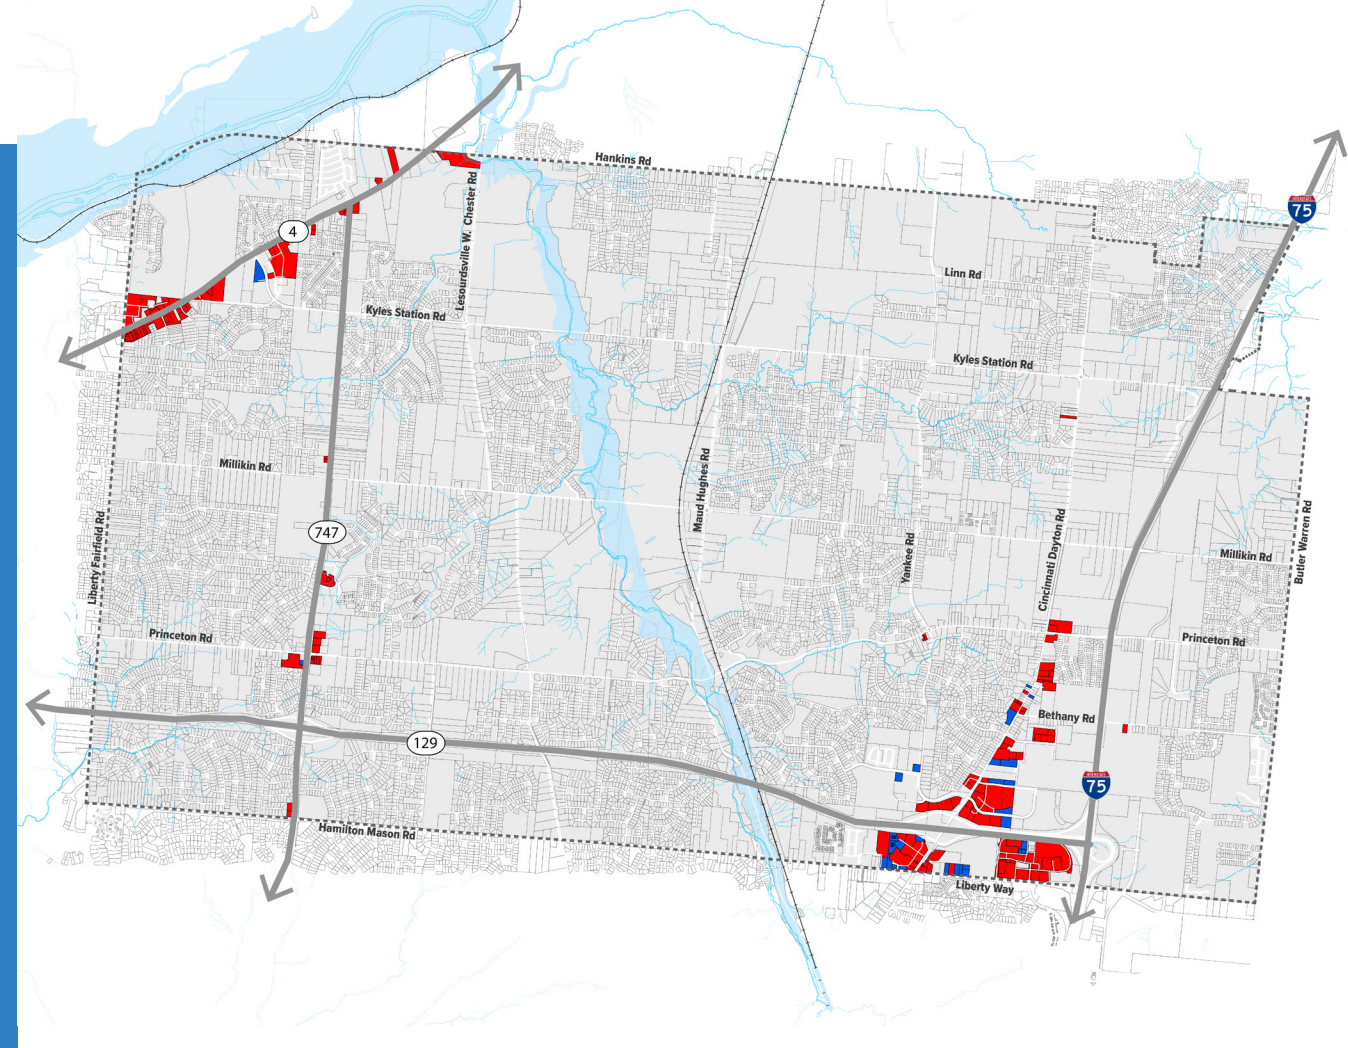 Hankins Rd
Lesourdsville W. Chester Rd
75
4
Linn Rd
Kyles Station Rd
Kyles Station Rd
Millikin Rd
Maud Hughes Rd
Liberty Fairfield Rd
747
Yankee Rd
Cincinnati Dayton Rd
Butler Warren Rd
Millikin Rd
Princeton Rd
Princeton Rd
Bethany Rd
129
75
Hamilton Mason Rd
Liberty Way